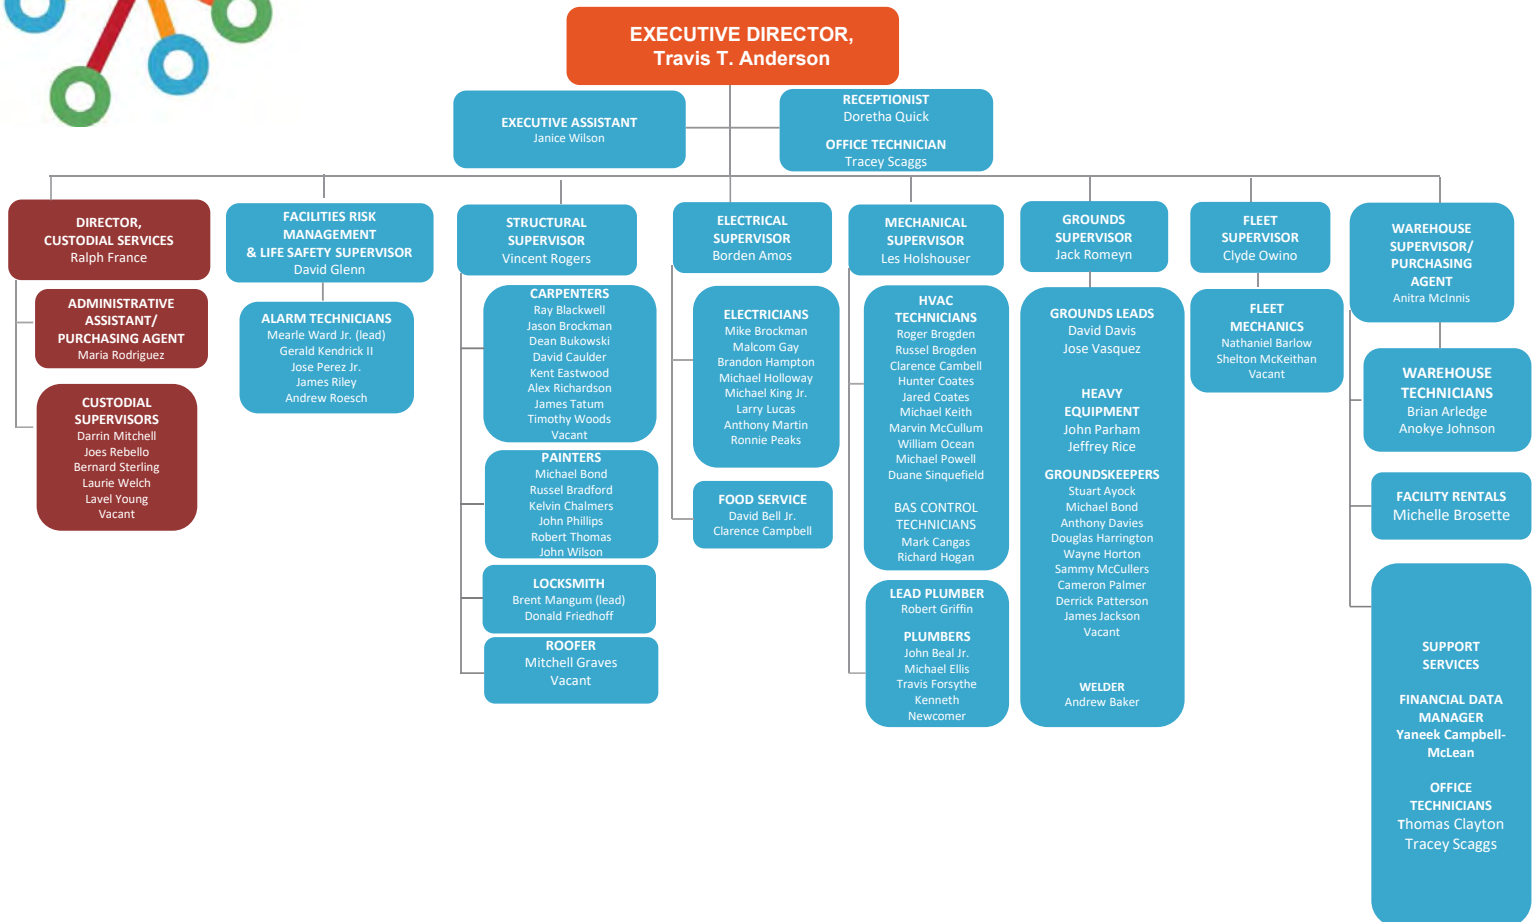 EXECUTIVE DIRECTOR,
Travis T. Anderson
EXECUTIVE ASSISTANT
Janice Wilson
RECEPTIONIST
Doretha Quick
OFFICE TECHNICIAN
Tracey Scaggs
DIRECTOR,
CUSTODIAL SERVICES
Ralph France
ADMINISTRATIVE
ASSISTANT/
PURCHASING AGENT
Maria Rodriguez
CUSTODIAL
SUPERVISORS
Darrin Mitchell
Joes Rebello
Bernard Sterling
Laurie Welch
Lavel Young
Vacant
FACILITIES RISK
MANAGEMENT
& LIFE SAFETY SUPERVISOR
David Glenn
ALARM TECHNICIANS
Mearle Ward Jr. (lead)
Gerald Kendrick II
Jose Perez Jr.
James Riley
Andrew Roesch
STRUCTURAL
SUPERVISOR
Vincent Rogers
CARPENTERS
Ray Blackwell
Jason Brockman
Dean Bukowski
David Caulder
Kent Eastwood
Alex Richardson
James Tatum
Timothy Woods
Vacant
PAINTERS
Michael Bond
Russel Bradford
Kelvin Chalmers
John Phillips
Robert Thomas
John Wilson
LOCKSMITH
Brent Mangum (lead)
Donald Friedhoff
ROOFER
Mitchell Graves
Vacant
ELECTRICAL
SUPERVISOR
Borden Amos
ELECTRICIANS
Mike Brockman
Malcom Gay
Brandon Hampton
Michael Holloway
Michael King Jr.
Larry Lucas
Anthony Martin
Ronnie Peaks
FOOD SERVICE
David Bell Jr.
Clarence Campbell
MECHANICAL
SUPERVISOR
Les Holshouser
HVAC
TECHNICIANS
Roger Brogden
Russel Brogden
Clarence Cambell
Hunter Coates
Jared Coates
Michael Keith
Marvin McCullum
William Ocean
Michael Powell
Duane Sinquefield
BAS CONTROL
TECHNICIANS
Mark Cangas
Richard Hogan
LEAD PLUMBER
Robert Griffin
PLUMBERS
John Beal Jr.
Michael Ellis
Travis Forsythe
Kenneth
Newcomer
GROUNDS
SUPERVISOR
Jack Romeyn
GROUNDS LEADS
David Davis
Jose Vasquez
HEAVY
EQUIPMENT
John Parham
Jeffrey Rice
GROUNDSKEEPERS
Stuart Ayock
Michael Bond
Anthony Davies
Douglas Harrington
Wayne Horton
Sammy McCullers
Cameron Palmer
Derrick Patterson
James Jackson
Vacant
WELDER
Andrew Baker
FLEET
SUPERVISOR
Clyde Owino
FLEET
MECHANICS
Nathaniel Barlow
Shelton McKeithan
Vacant
WAREHOUSE
SUPERVISOR/
PURCHASING
AGENT
Anitra McInnis
WAREHOUSE
TECHNICIANS
Brian Arledge
Anokye Johnson
FACILITY RENTALS
Michelle Brosette
SUPPORT
SERVICES
FINANCIAL DATA
MANAGER
Yaneek Campbell-
McLean
OFFICE
TECHNICIANS
Thomas Clayton
Tracey Scaggs